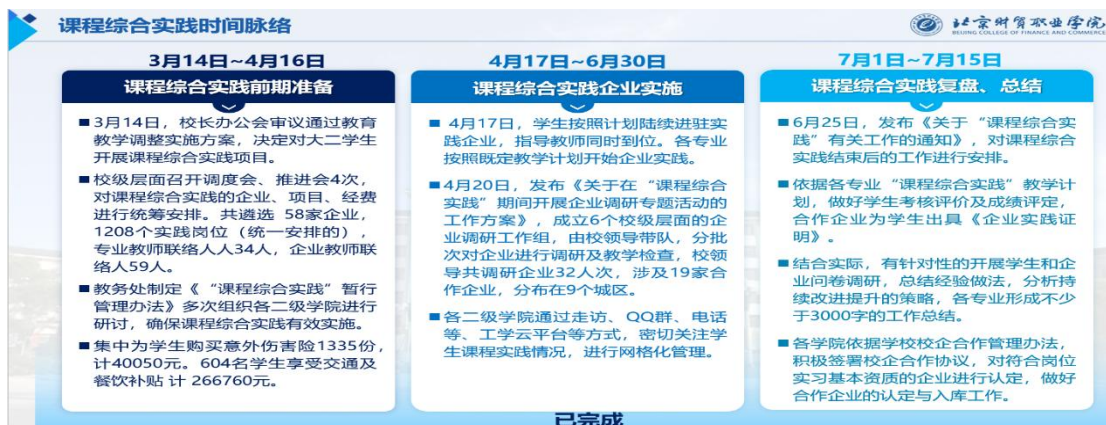 课程综合实践时间脉络
北京财贸职业学院
BEIJING COLLEGE OF FINANCE AND COMMERCE
3月14日~4月16日
课程综合实践前期准备
■3月14日，校长办公会审议通过教育
教学调整实施方案，决定对大二学生
开展课程综合实践项目。
■校级层面召开调度会、推进会4次，
对课程综合实践的企业、项目、经费
进行统筹安排。共遴选 58家企业，
1208个实践岗位（统一安排的），
专业教师联络人人34人，企业教师联
络人59人。
■教务处制定《 “课程综合实践”暂行
管理办法》多次组织各二级学院进行
研讨，确保课程综合实践有效实施。
■集中为学生购买意外伤害险1335份，
计40050元。604名学生享受交通及
餐饮补贴 计 266760元。
4月17日~6月30日
课程综合实践企业实施
■ 4月17日，学生按照计划陆续进驻实
践企业，指导教师同时到位。各专业
按照既定教学计划开始企业实践。
■4月20日，发布《关于在“课程综合
实践”期间开展企业调研专题活动的
工作方案》，成立6个校级层面的企
业调研工作组，由校领导带队，分批
次对企业进行调研及教学检查，校领
导共调研企业32人次，涉及19家合
作企业，分布在9个城区。
■各二级学院通过走访、QQ群、电话
等、工学云平台等方式，密切关注学
生课程实践情况，进行网格化管理。
7月1日~7月15日
课程综合实践复盘、总结
■6月25日，发布《关于“课程综合实
践”有关工作的通知》，对课程综合
实践结束后的工作进行安排。
■依据各专业“课程综合实践”教学计
划，做好学生考核评价及成绩评定，
合作企业为学生出具《企业实践证
明》。
■结合实际，有针对性的开展学生和企
业问卷调研，总结经验做法，分析持
续改进提升的策略，各专业形成不少
于3000字的工作总结。
■各学院依据学校校企合作管理办法，
积极签署校企合作协议，对符合岗位
实习基本资质的企业进行认定，做好
合作企业的认定与入库工作。
已完成